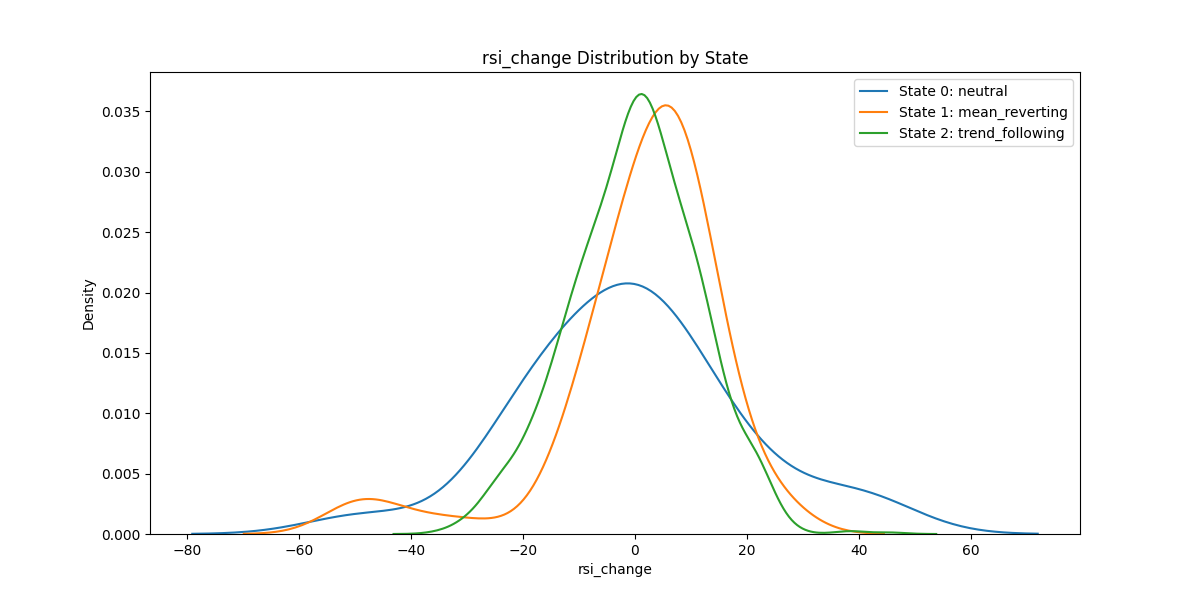 rsi_change Distribution by State
State 0: neutral
State 1: mean_reverting
State 2: trend_following
Density
0.035
0.030
0.025
0.020
0.015
0.010
0.005
0.000
−80 −60 −40 −20 0 20 40 60
rsi_change